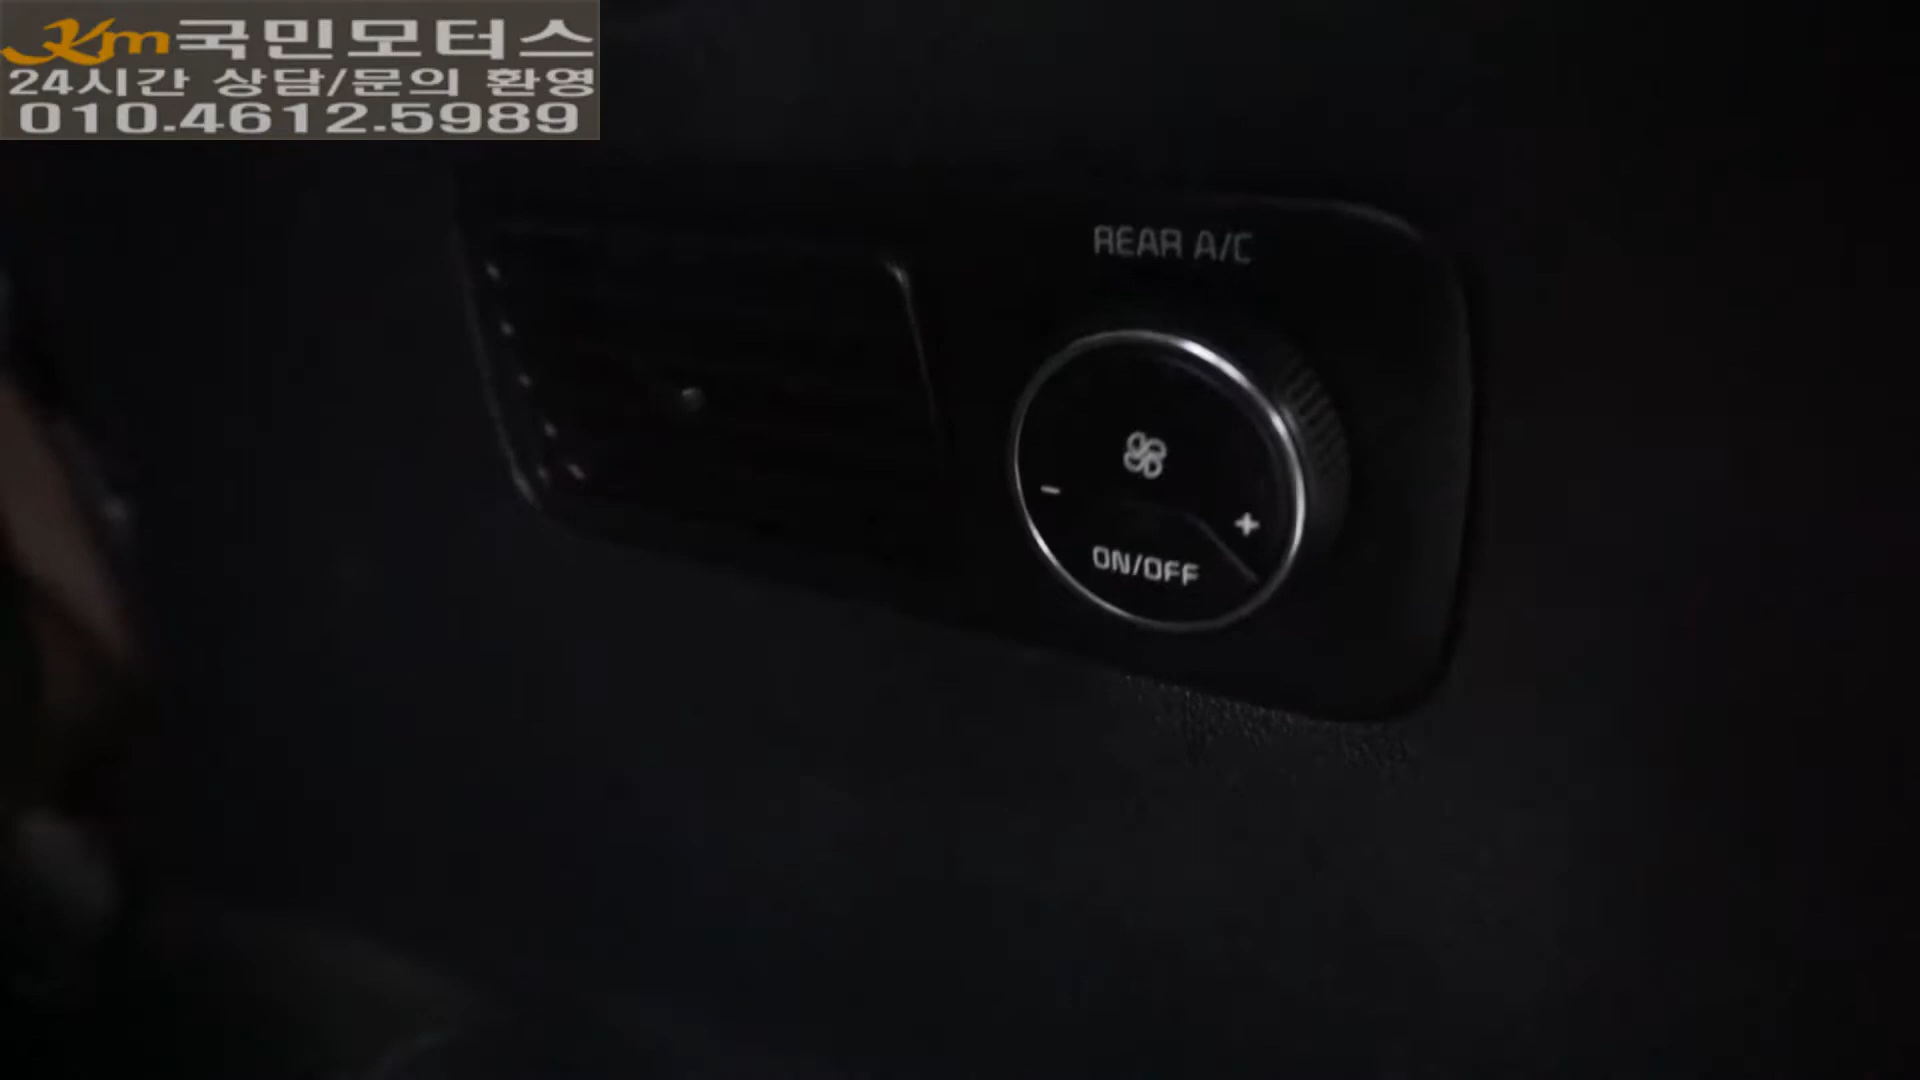 Km국민모터스
24시간 상담/문의 환영
010.4612.5989
REAR A/C
- +
ON/OFF